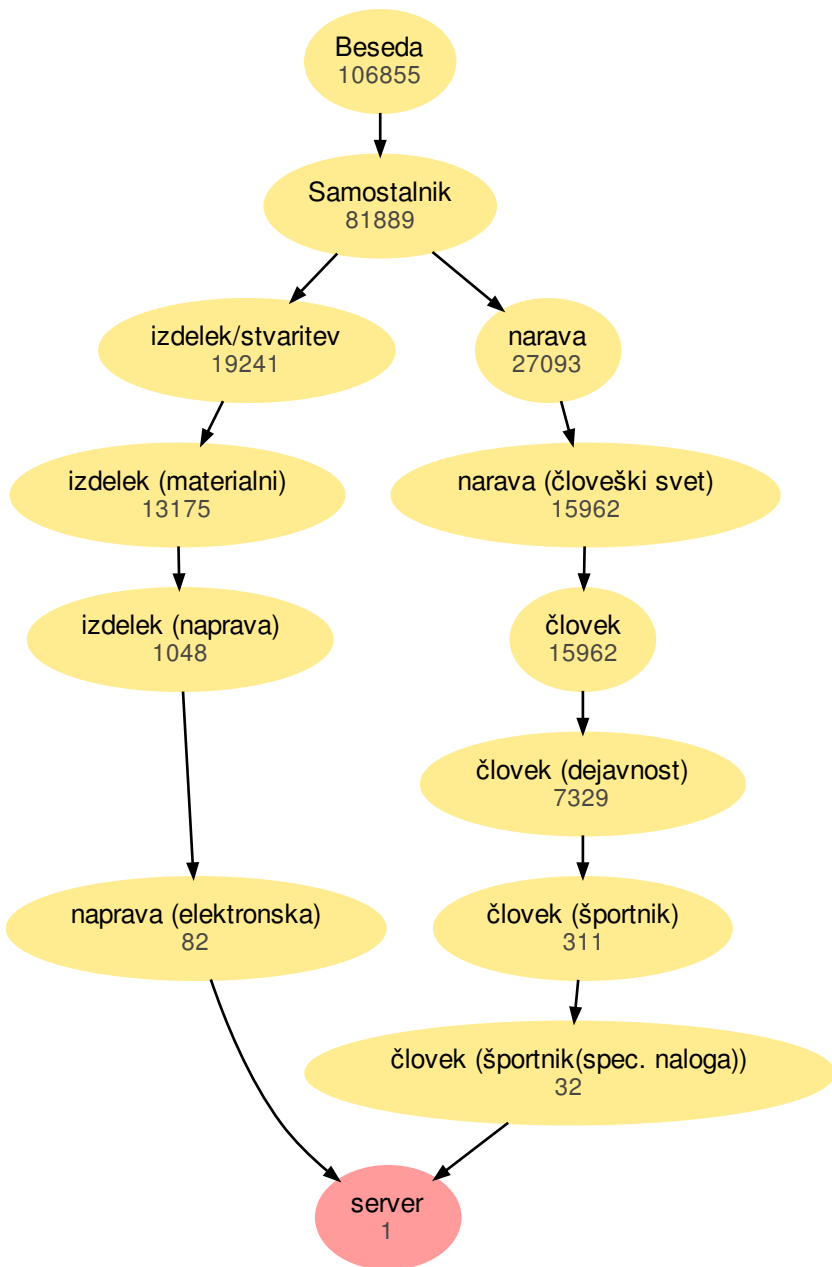 Beseda
106855
Samostalnik
81889
izdelek/stvaritev
19241
narava
27093
izdelek (materialni)
13175
narava (človeški svet)
15962
izdelek (naprava)
1048
človek
15962
človek (dejavnost)
7329
naprava (elektronska)
82
človek (športnik)
311
človek (športnik(spec. naloga))
32
server
1